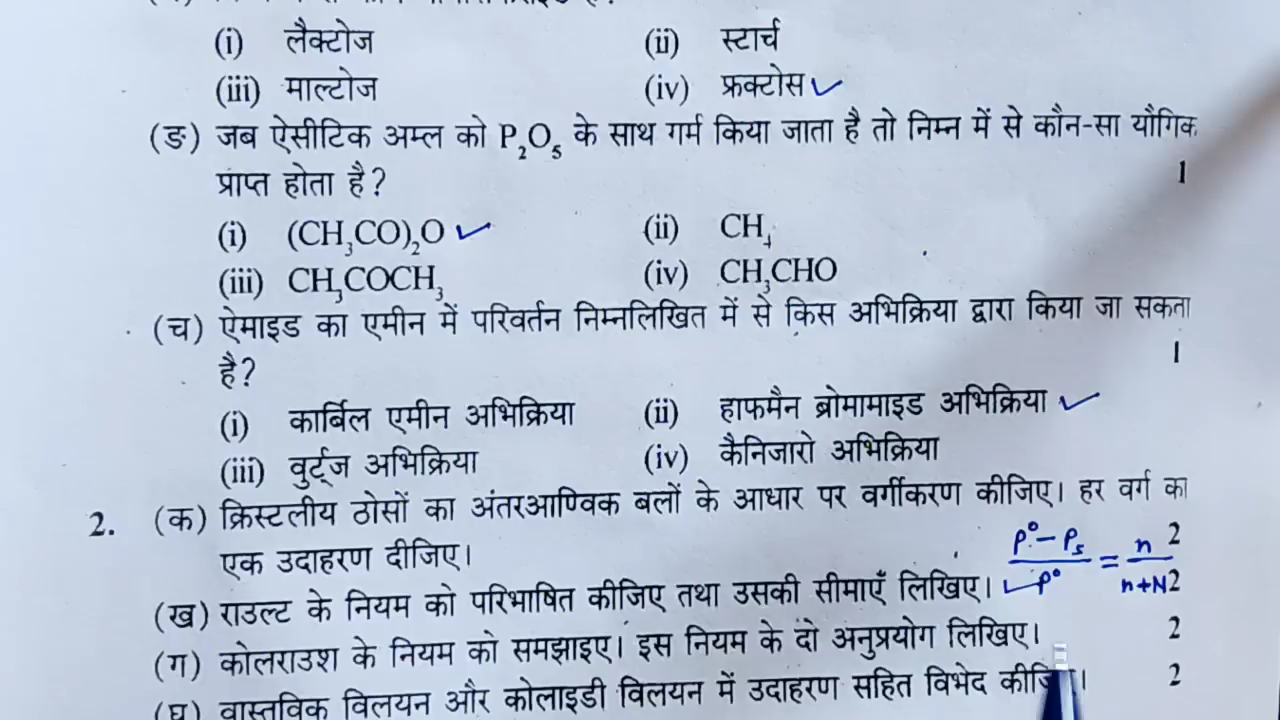 (i) लैक्टोज (ii) स्टार्च
(iii) माल्टोज (iv) फ्रक्टोस ✓
(ङ) जब ऐसीटिक अम्ल को P₂O₅ के साथ गर्म किया जाता है तो निम्न में से कौन-सा यौगिक
प्राप्त होता है? 1
(i) (CH₃CO)₂O ✓ (ii) CH₄
(iii) CH₃COCH₃ (iv) CH₃CHO
(च) ऐमाइड का एमीन में परिवर्तन निम्नलिखित में से किस अभिक्रिया द्वारा किया जा सकता
है? 1
(i) कार्बिल एमीन अभिक्रिया (ii) हाफमैन ब्रोमामाइड अभिक्रिया ✓
(iii) वुर्ट्ज अभिक्रिया (iv) कैनिजारो अभिक्रिया
2. (क) क्रिस्टलीय ठोसों का अंतरआण्विक बलों के आधार पर वर्गीकरण कीजिए। हर वर्ग का
एक उदाहरण दीजिए। 2
(ख) राउल्ट के नियम को परिभाषित कीजिए तथा उसकी सीमाएँ लिखिए। ✓ (P° – Pₛ)/P° = n/(n+N) 2
(ग) कोलराउश के नियम को समझाइए। इस नियम के दो अनुप्रयोग लिखिए। 2
(घ) वास्तविक विलयन और कोलाइडी विलयन में उदाहरण सहित विभेद 2